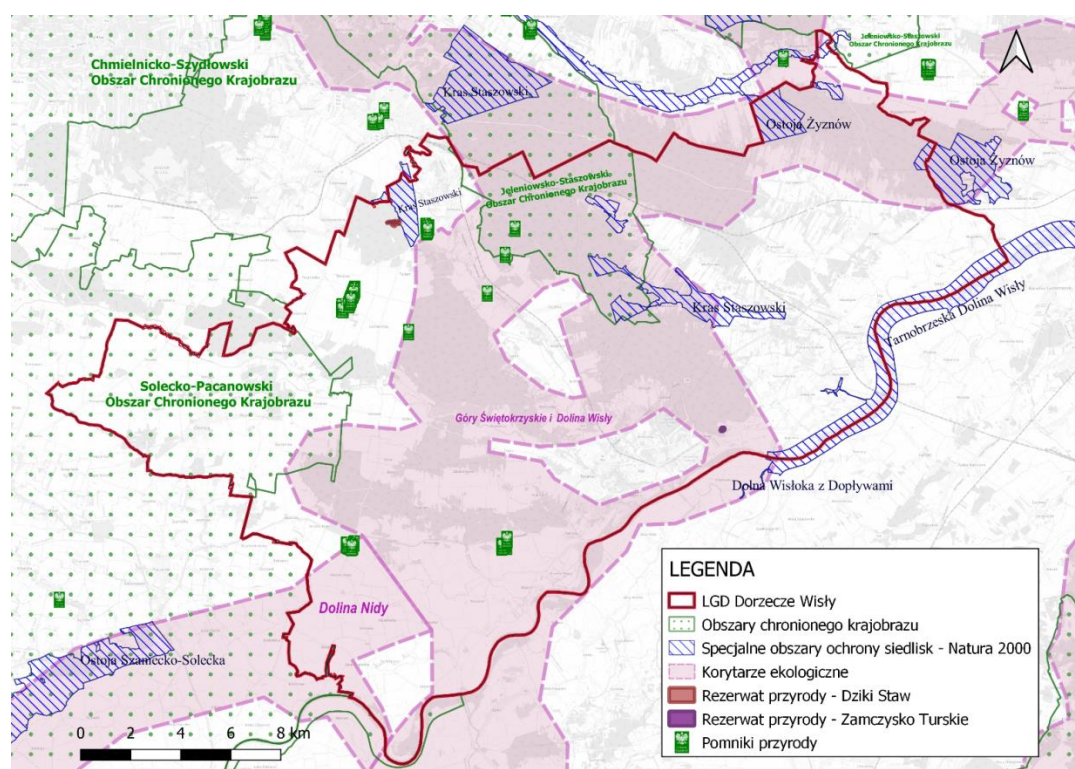 Chmielnicko-Szydłowski
Obszar Chronionego Krajobrazu
Jeleniowsko-Staszowski
Obszar Chronionego Krajobrazu
Kras Staszowski
Ostoja Żyznów
Ostoja Żyznów
Jeleniowsko-Staszowski
Obszar Chronionego Krajobrazu
Kras Staszowski
Kras Staszowski
Tarnobrzeska Dolina Wisły
Solecko-Pacanowski
Obszar Chronionego Krajobrazu
Góry Świętokrzyskie i Dolina Wisły
Dolna Wisłoka z Dopływami
Dolina Nidy
Ostoja Szaniecko-Solecka
0 2 4 6 8 km
LEGENDA
LGD Dorzecze Wisły
Obszary chronionego krajobrazu
Specjalne obszary ochrony siedlisk - Natura 2000
Korytarze ekologiczne
Rezerwat przyrody - Dziki Staw
Rezerwat przyrody - Zamczysko Turskie
Pomniki przyrody